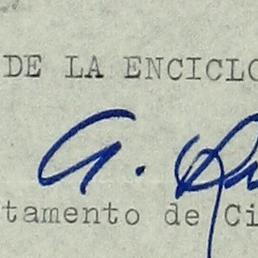 DE LA ENCICLO
A.
tamento de Ci